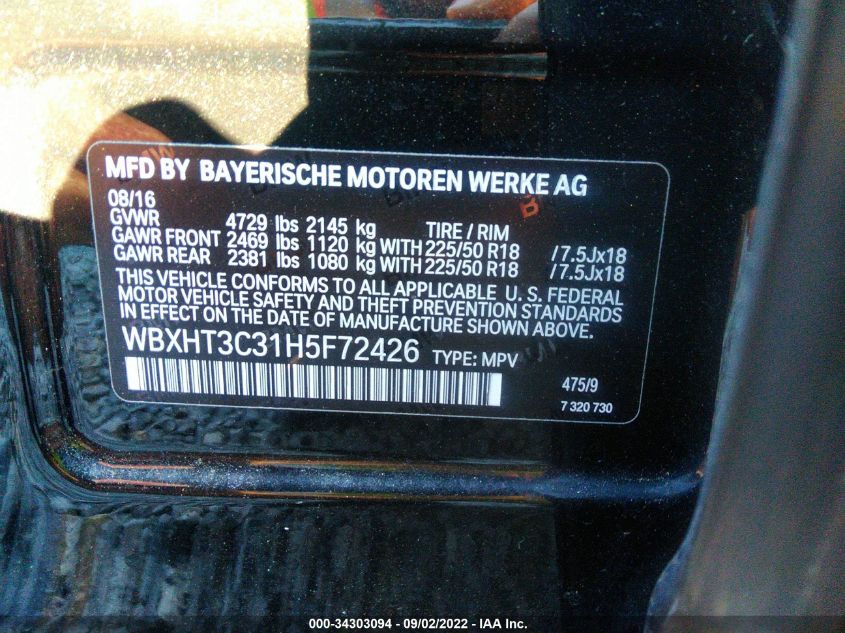 MFD BY BAYERISCHE MOTOREN WERKE AG
08/16
GVWR 4729 lbs 2145 kg TIRE / RIM
GAWR FRONT 2469 lbs 1120 kg WITH 225/50 R18 /7.5Jx18
GAWR REAR 2381 lbs 1080 kg WITH 225/50 R18 /7.5Jx18
THIS VEHICLE CONFORMS TO ALL APPLICABLE U. S. FEDERAL
MOTOR VEHICLE SAFETY AND THEFT PREVENTION STANDARDS
IN EFFECT ON THE DATE OF MANUFACTURE SHOWN ABOVE.
WBXHT3C31H5F72426 TYPE: MPV
475/9
7 320 730
000-34303094 - 09/02/2022 - IAA Inc.